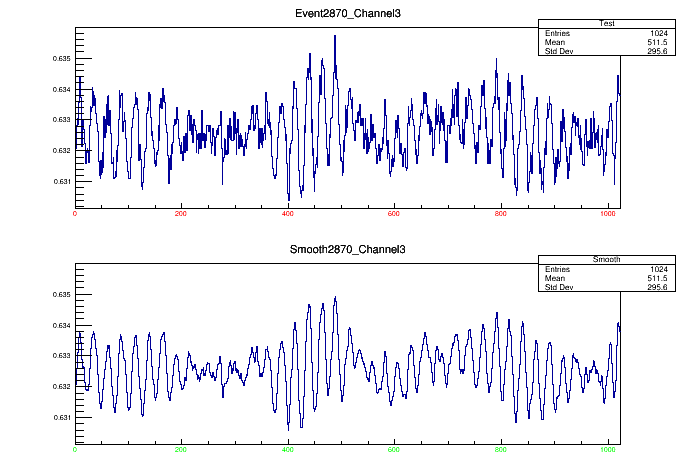 Event2870_Channel3
Test
Entries 1024
Mean 511.5
Std Dev 295.6
0.635
0.634
0.633
0.632
0.631
0 200 400 600 800 1000
Smooth2870_Channel3
Smooth
Entries 1024
Mean 511.5
Std Dev 295.6
0.635
0.634
0.633
0.632
0.631
0 200 400 600 800 1000